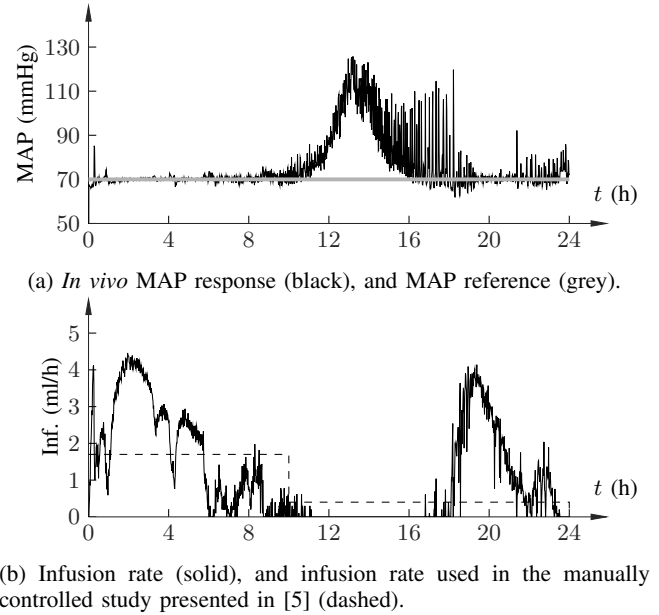 MAP (mmHg)
130
110
90
70
50
0 4 8 12 16 20 24
t (h)
(a) In vivo MAP response (black), and MAP reference (grey).
Inf. (ml/h)
5
4
3
2
1
0
0 4 8 12 16 20 24
t (h)
(b) Infusion rate (solid), and infusion rate used in the manually
controlled study presented in [5] (dashed).